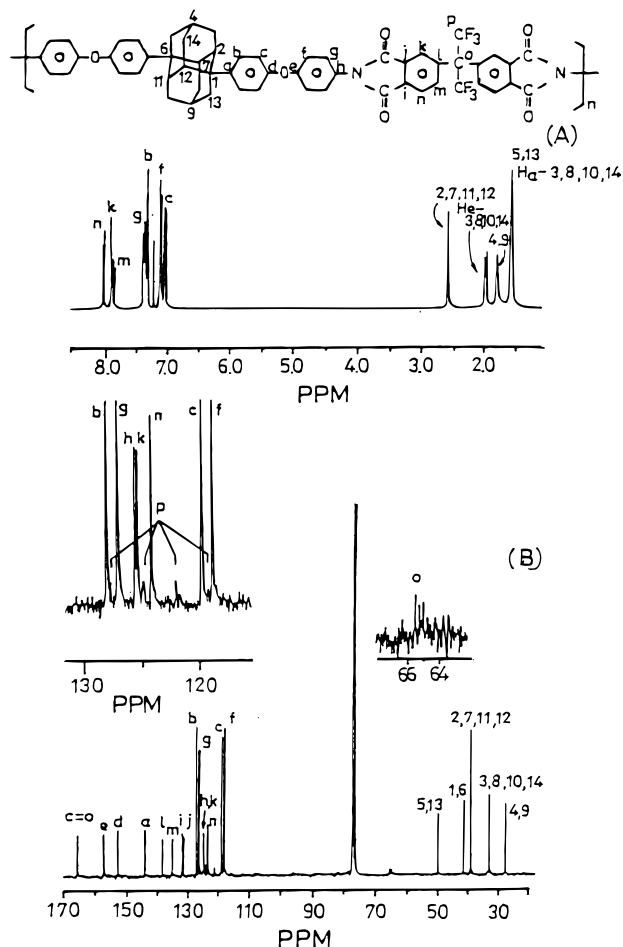 4
14 2
6 7
12
11 1
13
9
b c
a d
O O
f g
e h
N
O
O
i j
k l
n m
o
p
CF3
CF3
p
O
O
N
n
(A)
b
f
c
k
n
g
m
5,13
Ha-3,8,10,14
2,7,11,12
He-
3,8,10,14
4,9
8.0 7.0 6.0 5.0 4.0 3.0 2.0
PPM
b g n c f
h k
p
130 120
PPM
(B)
o
66 64
b c f
g
h,k
n
c=o e d a l m i j
2,7,11,12
5,13 1,6 3,8,10,14
4,9
170 150 130 110 90 70 50 30
PPM